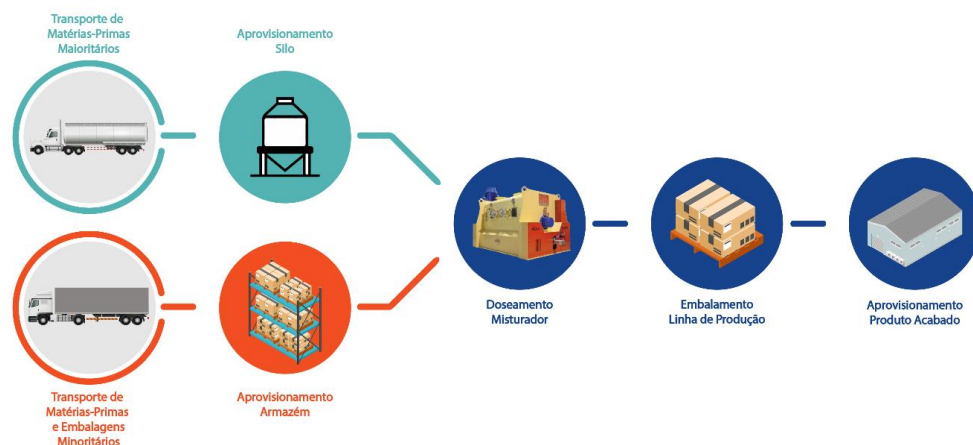 Transporte de
Matérias-Primas
Maioritários
Aprovisionamento
Silo
Doseamento
Misturador
Embalamento
Linha de Produção
Aprovisionamento
Produto Acabado
Transporte de
Matérias-Primas
e Embalagens
Minoritários
Aprovisionamento
Armazém